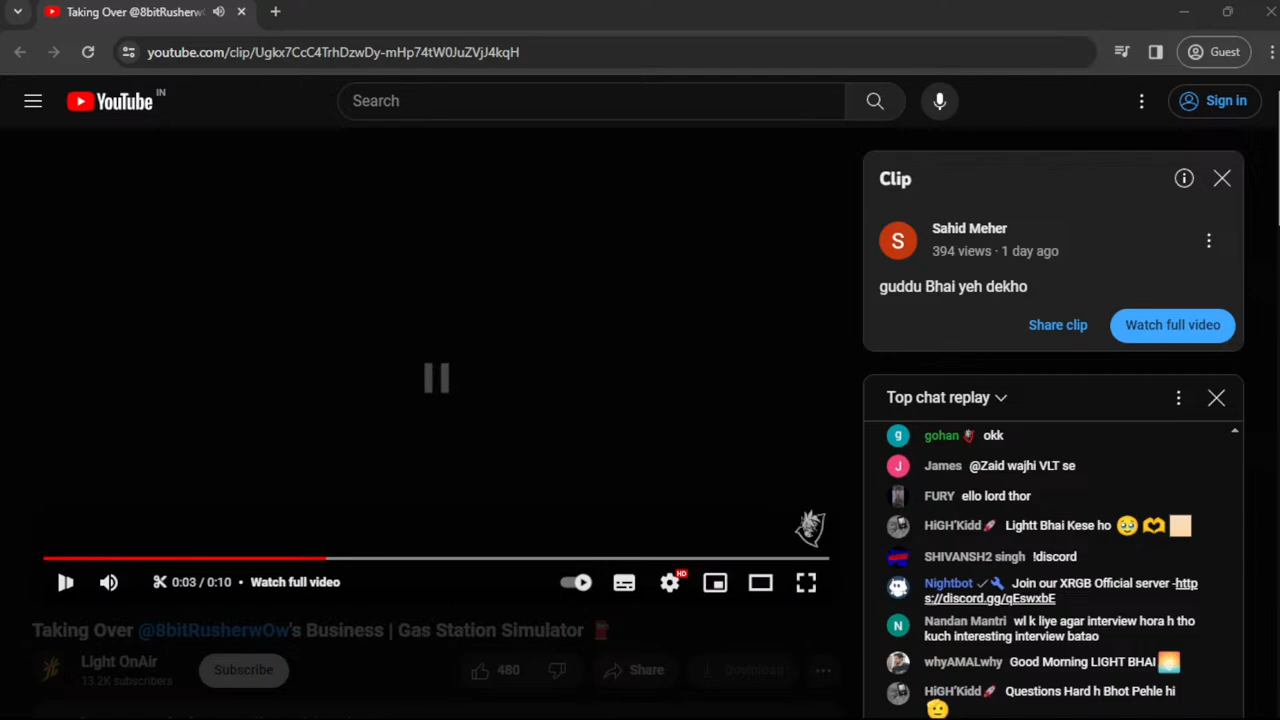 Taking Over @8bitRusherw
youtube.com/clip/Ugkx7CcC4TrhDzwDy-mHp74tW0JuZVjJ4kqH
Guest
YouTube IN
Search
Sign in
Clip
Sahid Meher
394 views · 1 day ago
guddu Bhai yeh dekho
Share clip
Watch full video
Top chat replay
g gohan okk
J James @Zaid wajhi VLT se
FURY ello lord thor
HiGH'Kidd🚀 Lightt Bhai Kese ho 🥹🫶🏻
SHIVANSH2 singh !discord
Nightbot Join our XRGB Official server -http
s://discord.gg/qEswxbE
N Nandan Mantri wl k liye agar interview hora h tho
kuch interesting interview batao
whyAMALwhy Good Morning LIGHT BHAI🌅
HiGH'Kidd🚀 Questions Hard h Bhot Pehle hi
🫡
0:03 / 0:10 • Watch full video
HD
Taking Over @8bitRusherwOw's Business | Gas Station Simulator ⛽
Light OnAir
13.2K subscribers
Subscribe
480
Share
Download